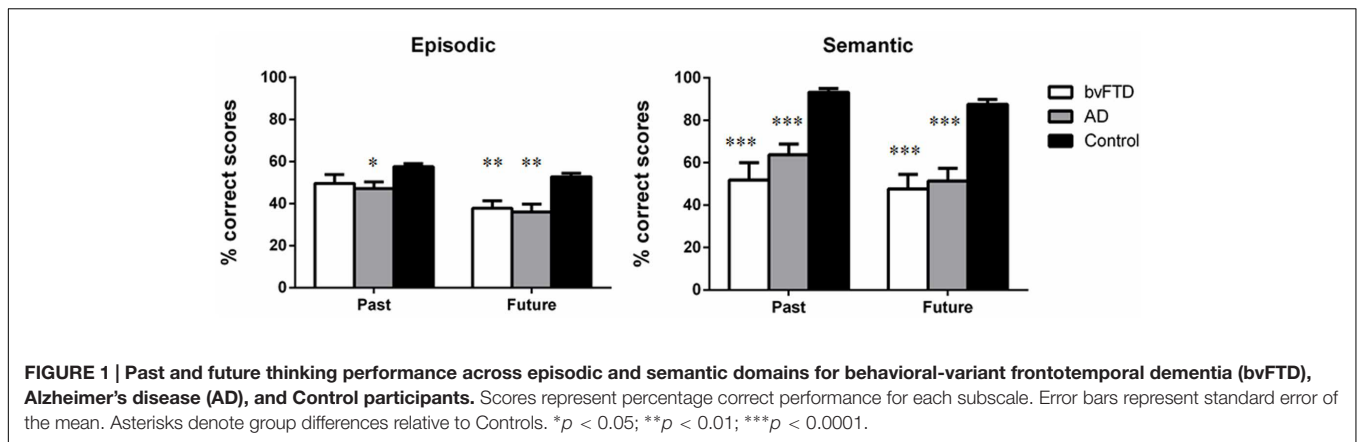 Episodic
Semantic
100
80
60
40
20
0
% correct scores
*
**
**
Past
Future
100
80
60
40
20
0
% correct scores
***
***
***
***
Past
Future
bvFTD
AD
Control
FIGURE 1 | Past and future thinking performance across episodic and semantic domains for behavioral-variant frontotemporal dementia (bvFTD),
Alzheimer’s disease (AD), and Control participants. Scores represent percentage correct performance for each subscale. Error bars represent standard error of
the mean. Asterisks denote group differences relative to Controls. *p < 0.05; **p < 0.01; ***p < 0.0001.